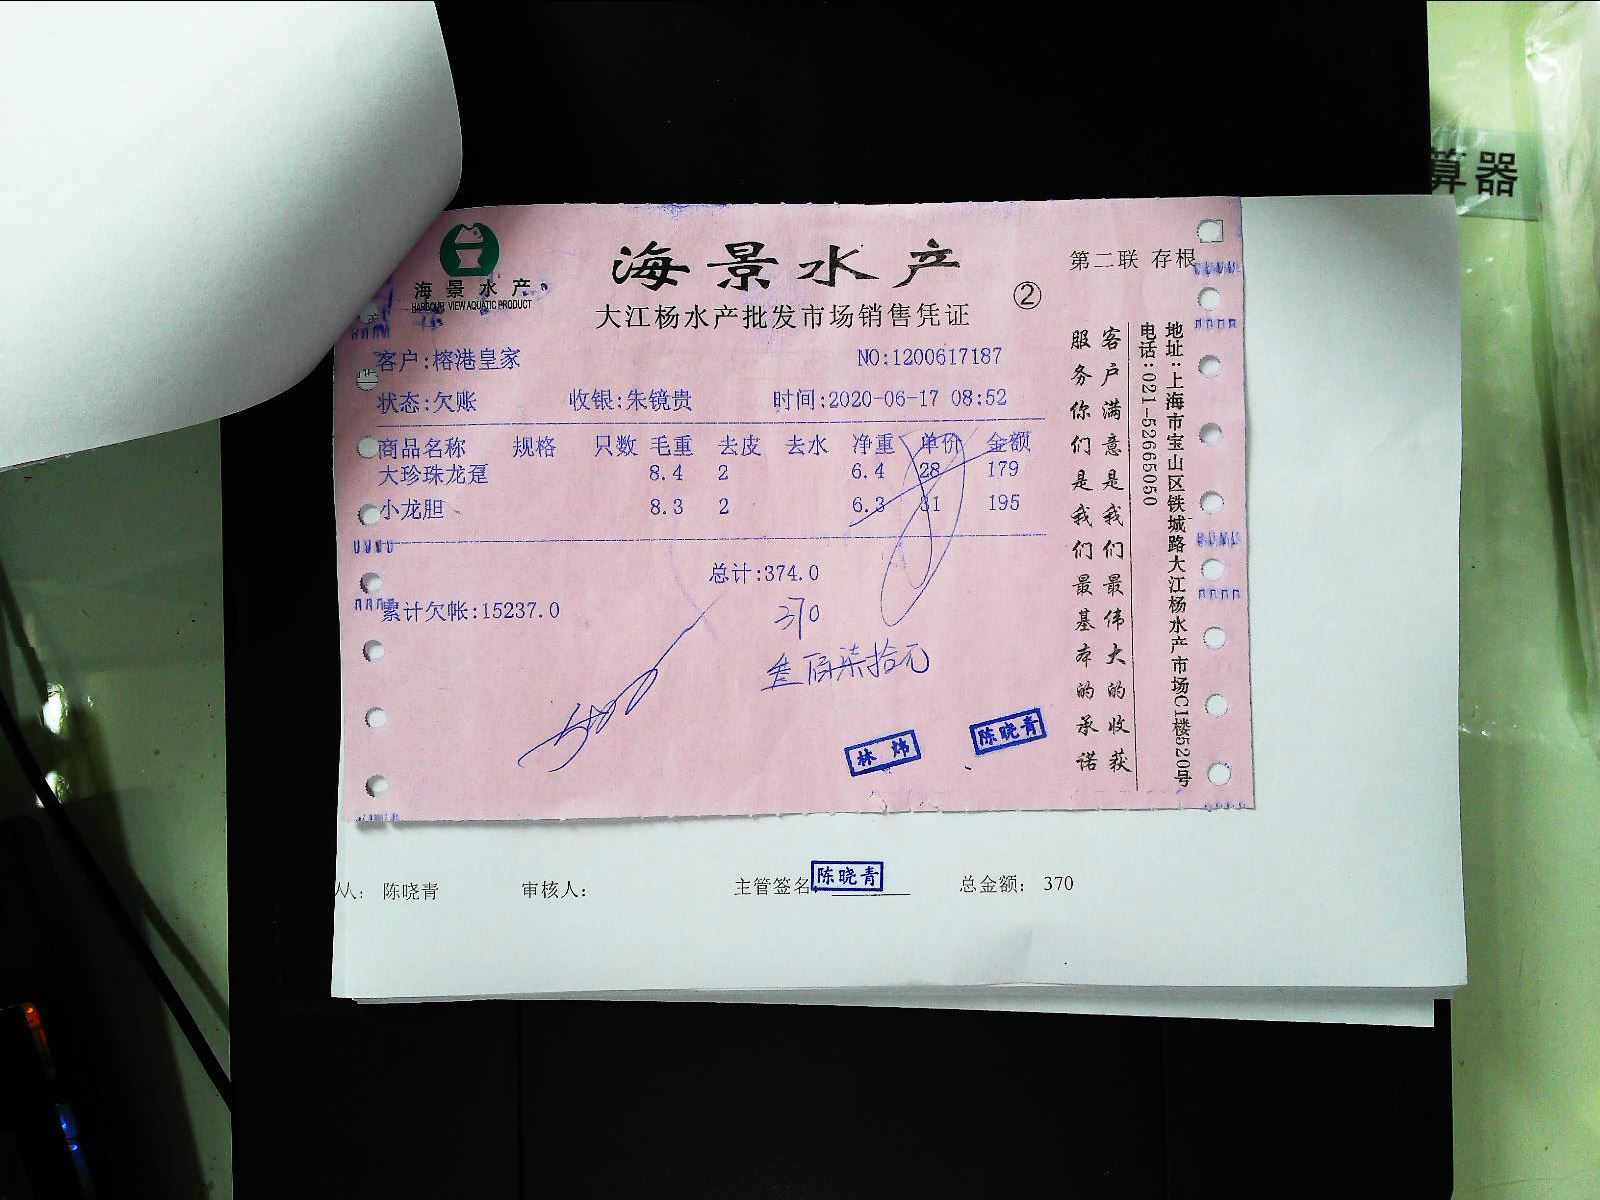 算器
海景水产
HARBOUR VIEW AQUATIC PRODUCT
海景水产
大江杨水产批发市场销售凭证
②
第二联 存根
客户:榕港皇家 NO:1200617187
状态:欠账 收银:朱镜贵 时间:2020-06-17 08:52
商品名称 规格 只数 毛重 去皮 去水 净重 单价 金额
大珍珠龙趸 8.4 2 6.4 28 179
小龙胆 8.3 2 6.3 31 195
总计:374.0
累计欠帐:15237.0
370
叁佰柒拾元
林炜
陈晓青
客户满意是我们最伟大的收获
服务你们是我们最基本的承诺
地址:上海市宝山区铁城路大江杨水产市场C1楼520号
电话:021-52665050
人: 陈晓青 审核人: 主管签名 陈晓青 总金额: 370